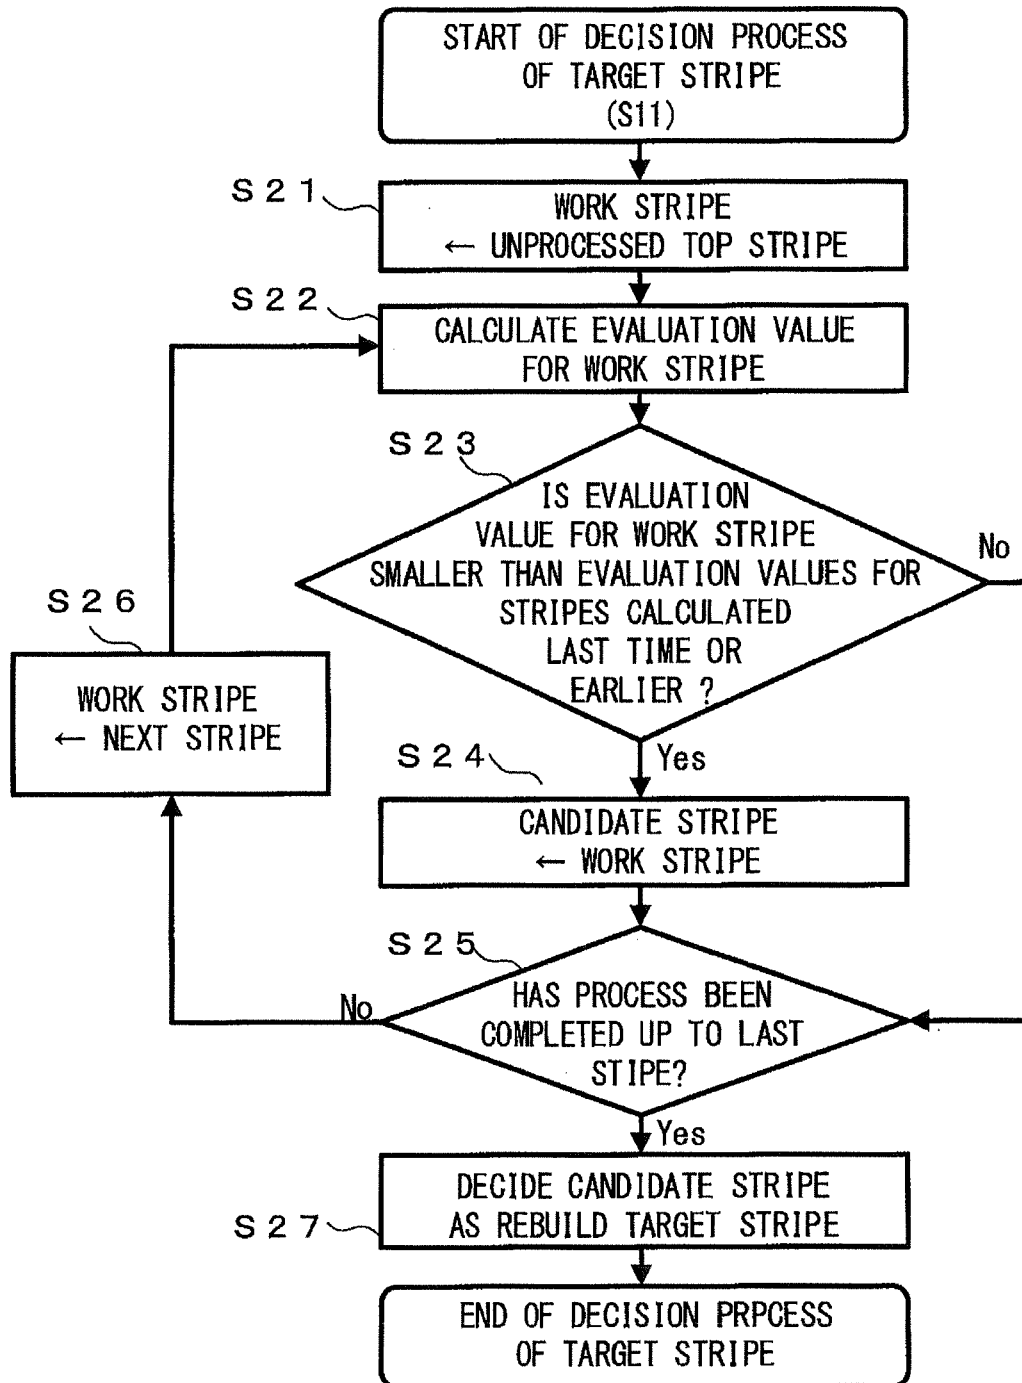 START OF DECISION PROCESS
OF TARGET STRIPE
(S11)
S21
WORK STRIPE
← UNPROCESSED TOP STRIPE
S22
CALCULATE EVALUATION VALUE
FOR WORK STRIPE
S23
IS EVALUATION
VALUE FOR WORK STRIPE
SMALLER THAN EVALUATION VALUES FOR
STRIPES CALCULATED
LAST TIME OR
EARLIER ?
No
S26
WORK STRIPE
← NEXT STRIPE
Yes
S24
CANDIDATE STRIPE
← WORK STRIPE
S25
HAS PROCESS BEEN
COMPLETED UP TO LAST
STIPE?
No
Yes
DECIDE CANDIDATE STRIPE
AS REBUILD TARGET STRIPE
S27
END OF DECISION PRPCESS
OF TARGET STRIPE